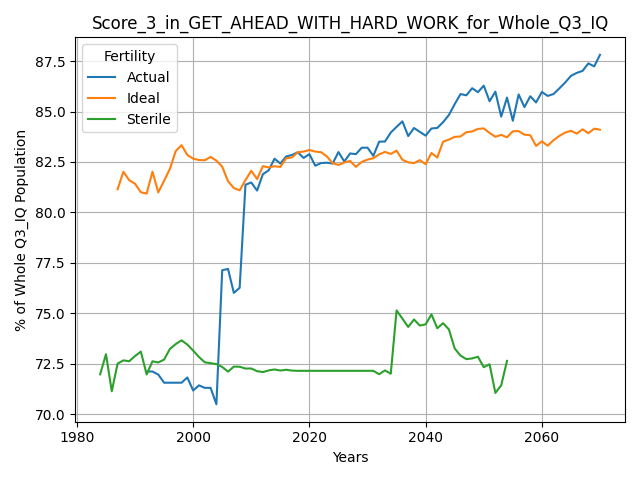 Score_3_in_GET_AHEAD_WITH_HARD_WORK_for_Whole_Q3_IQ
Fertility
Actual
Ideal
Sterile
% of Whole Q3_IQ Population
87.5
85.0
82.5
80.0
77.5
75.0
72.5
70.0
1980
2000
2020
2040
2060
Years